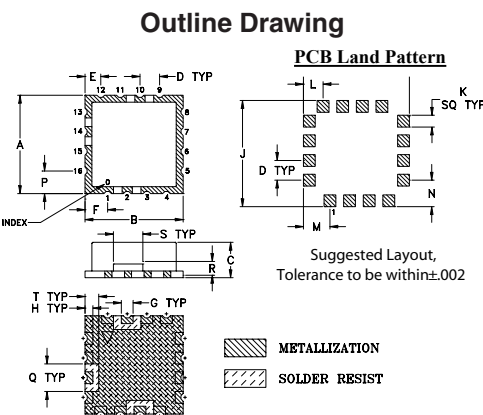 Outline Drawing
PCB Land Pattern
E
D TYP
12 11 10 9
13
14
15
16
8
7
6
5
A
P
INDEX
F
1 2 3 4
B
L
K
SQ TYP
J
D TYP
N
M
1
S TYP
R
C
Suggested Layout,
Tolerance to be within±.002
T TYP
H TYP
G TYP
Q TYP
METALLIZATION
SOLDER RESIST